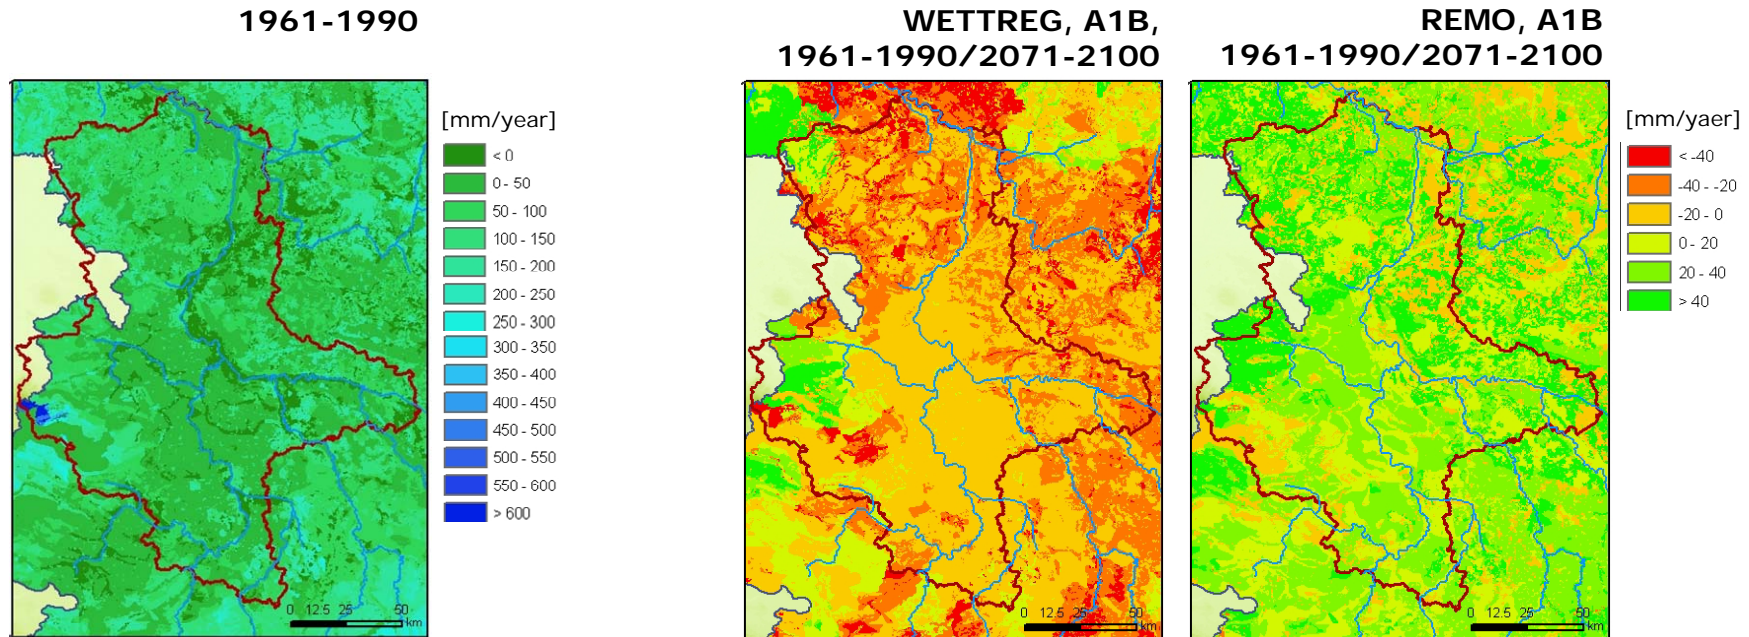 1961-1990
[mm/year]
< 0
0 - 50
50 - 100
100 - 150
150 - 200
200 - 250
250 - 300
300 - 350
350 - 400
400 - 450
450 - 500
500 - 550
550 - 600
> 600
0 12.5 25 50
km
WETTREG, A1B,
1961-1990/2071-2100
0 12.5 25 50
km
REMO, A1B
1961-1990/2071-2100
0 12.5 25 50
km
[mm/yaer]
< -40
-40 - -20
-20 - 0
0 - 20
20 - 40
> 40